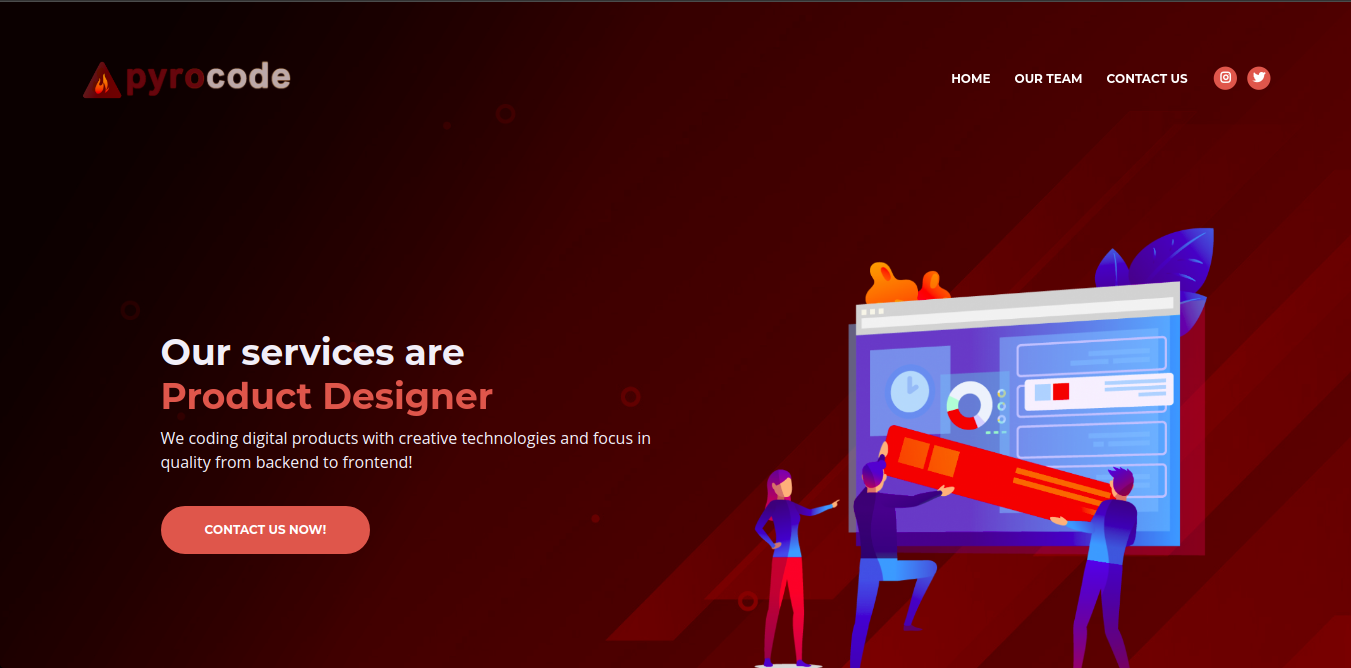 pyrocode
HOME OUR TEAM CONTACT US
Our services are
Product Designer
We coding digital products with creative technologies and focus in
quality from backend to frontend!
CONTACT US NOW!